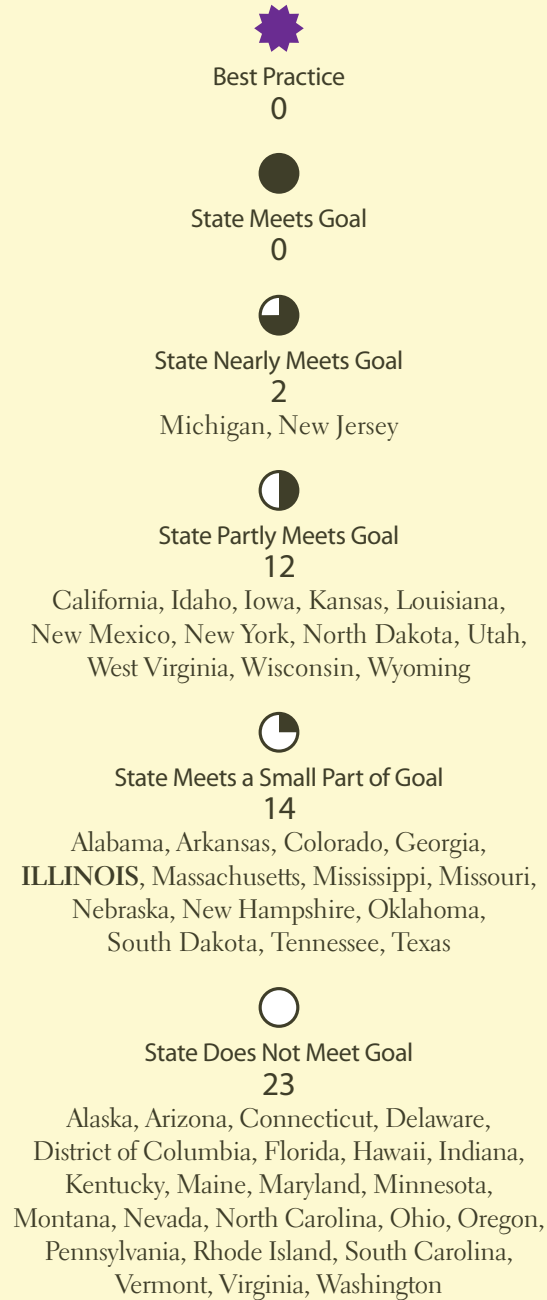 Best Practice
0
State Meets Goal
0
State Nearly Meets Goal
2
Michigan, New Jersey
State Partly Meets Goal
12
California, Idaho, Iowa, Kansas, Louisiana,
New Mexico, New York, North Dakota, Utah,
West Virginia, Wisconsin, Wyoming
State Meets a Small Part of Goal
14
Alabama, Arkansas, Colorado, Georgia,
ILLINOIS, Massachusetts, Mississippi, Missouri,
Nebraska, New Hampshire, Oklahoma,
South Dakota, Tennessee, Texas
State Does Not Meet Goal
23
Alaska, Arizona, Connecticut, Delaware,
District of Columbia, Florida, Hawaii, Indiana,
Kentucky, Maine, Maryland, Minnesota,
Montana, Nevada, North Carolina, Ohio, Oregon,
Pennsylvania, Rhode Island, South Carolina,
Vermont, Virginia, Washington